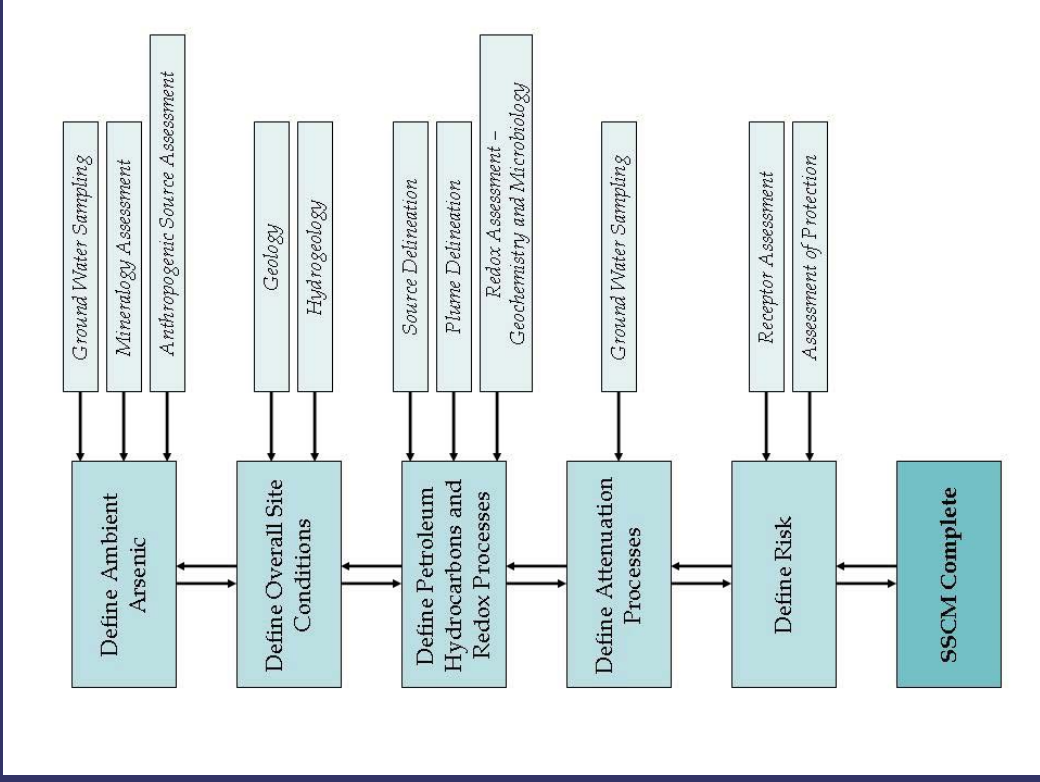 Define Ambient
Arsenic
Ground Water Sampling
Mineralogy Assessment
Anthropogenic Source Assessment
Define Overall Site
Conditions
Geology
Hydrogeology
Define Petroleum
Hydrocarbons and
Redox Processes
Source Delineation
Plume Delineation
Redox Assessment –
Geochemistry and Microbiology
Define Attenuation
Processes
Ground Water Sampling
Define Risk
Receptor Assessment
Assessment of Protection
SSCM Complete